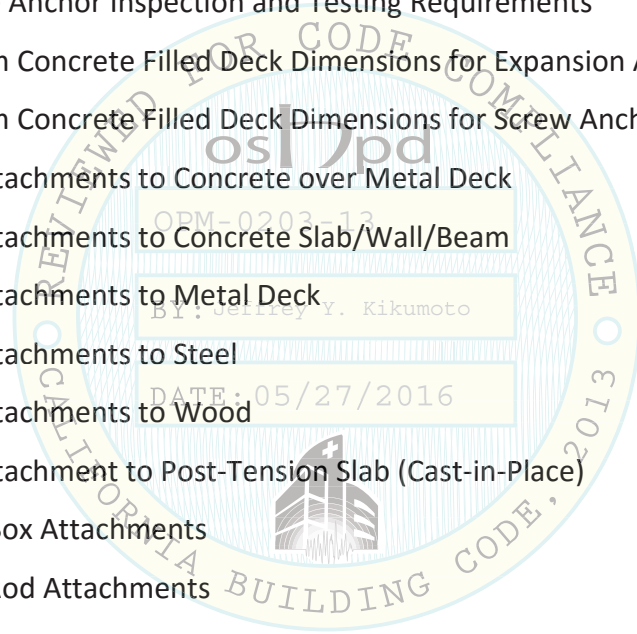 Anchor Inspection and Testing Requirements
n Concrete Filled Deck Dimensions for Expansion A
n Concrete Filled Deck Dimensions for Screw Anch
tachments to Concrete over Metal Deck
tachments to Concrete Slab/Wall/Beam
tachments to Metal Deck
tachments to Steel
tachments to Wood
tachment to Post-Tension Slab (Cast-in-Place)
Box Attachments
Rod Attachments
REVIEWED FOR CODE COMPLIANCE
oshpd
OPM-0203-13
BY: Jeffrey Y. Kikumoto
DATE: 05/27/2016
CALIFORNIA BUILDING CODE, 2013